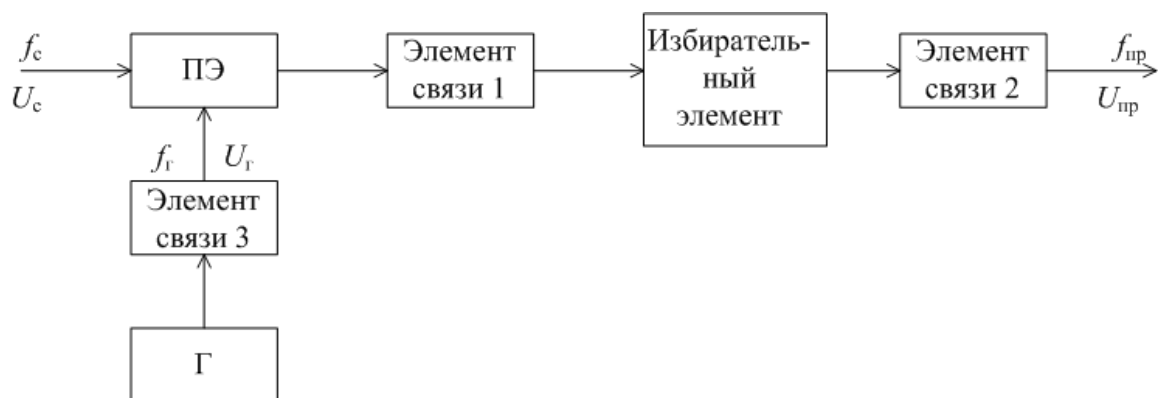 f_с
U_с
ПЭ
Элемент
связи 1
Избиратель-
ный
элемент
Элемент
связи 2
f_пр
U_пр
f_г
U_г
Элемент
связи 3
Г